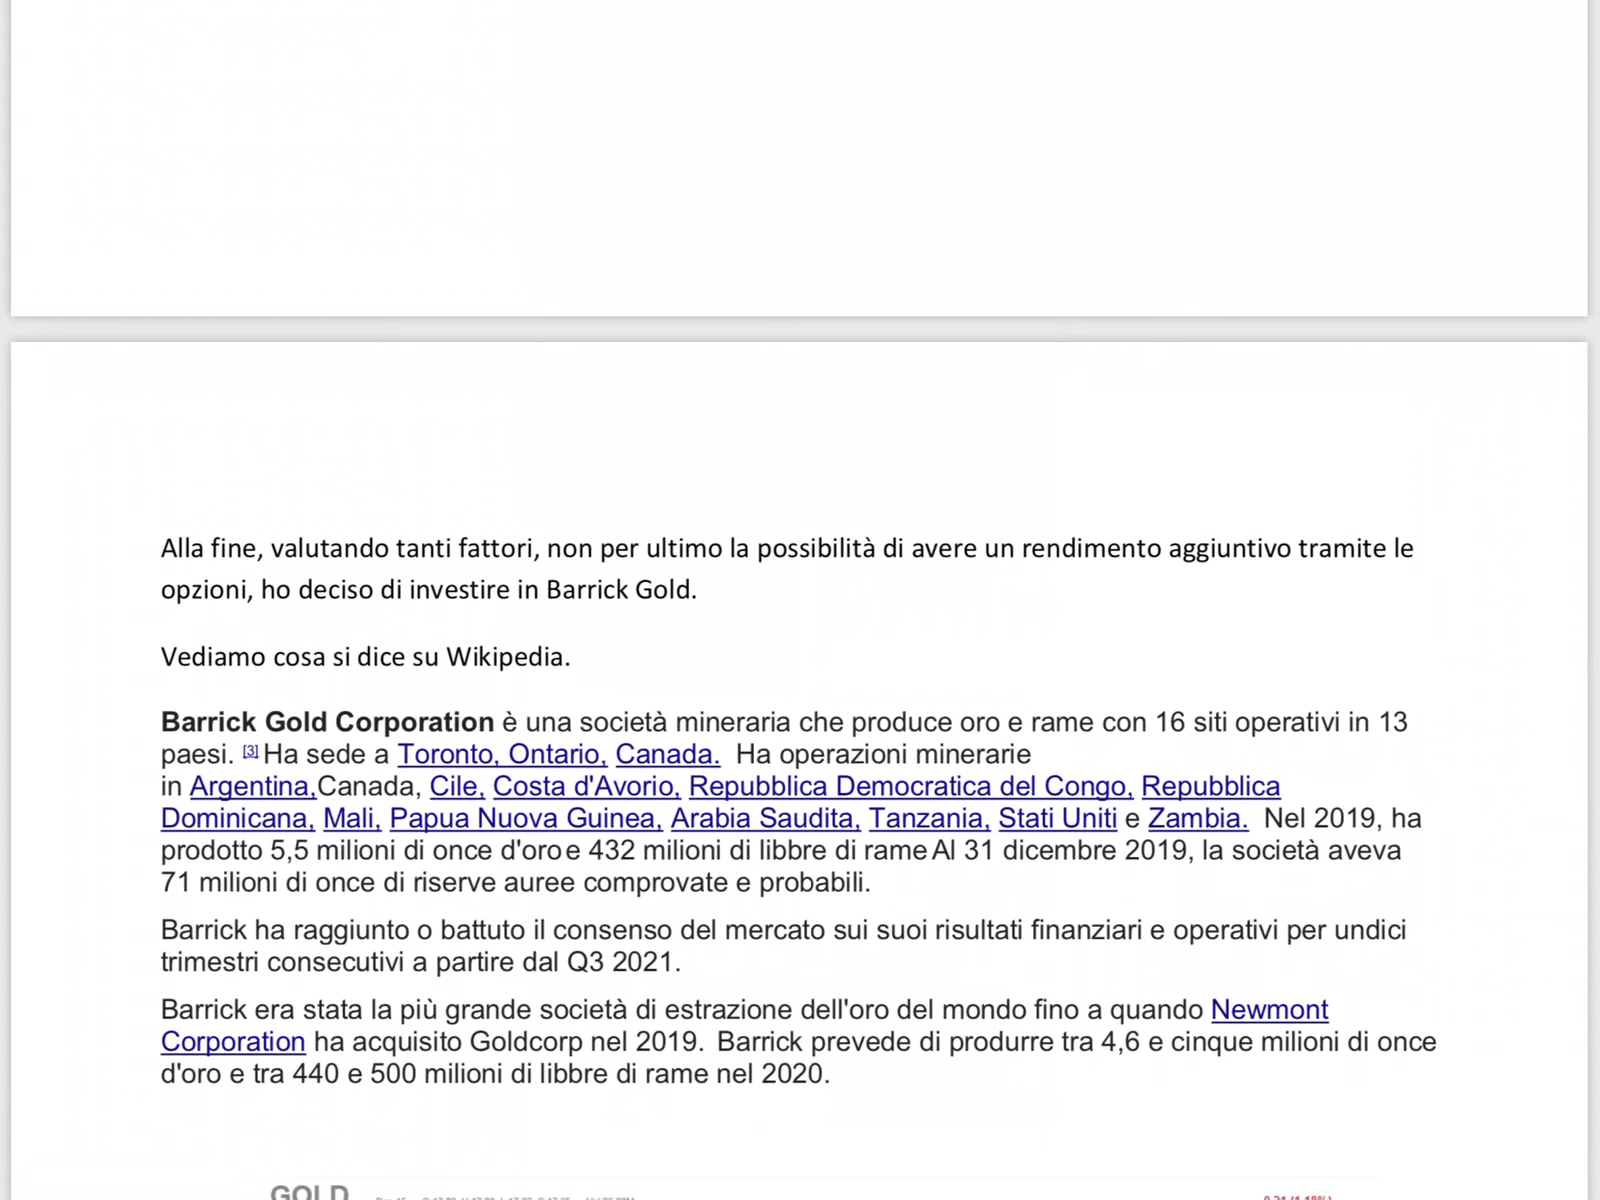 Alla fine, valutando tanti fattori, non per ultimo la possibilità di avere un rendimento aggiuntivo tramite le
opzioni, ho deciso di investire in Barrick Gold.
Vediamo cosa si dice su Wikipedia.
Barrick Gold Corporation è una società mineraria che produce oro e rame con 16 siti operativi in 13
paesi. [3] Ha sede a Toronto, Ontario, Canada. Ha operazioni minerarie
in Argentina,Canada, Cile, Costa d'Avorio, Repubblica Democratica del Congo, Repubblica
Dominicana, Mali, Papua Nuova Guinea, Arabia Saudita, Tanzania, Stati Uniti e Zambia. Nel 2019, ha
prodotto 5,5 milioni di once d'oro e 432 milioni di libbre di rame Al 31 dicembre 2019, la società aveva
71 milioni di once di riserve auree comprovate e probabili.
Barrick ha raggiunto o battuto il consenso del mercato sui suoi risultati finanziari e operativi per undici
trimestri consecutivi a partire dal Q3 2021.
Barrick era stata la più grande società di estrazione dell'oro del mondo fino a quando Newmont
Corporation ha acquisito Goldcorp nel 2019. Barrick prevede di produrre tra 4,6 e cinque milioni di once
d'oro e tra 440 e 500 milioni di libbre di rame nel 2020.
GOLD